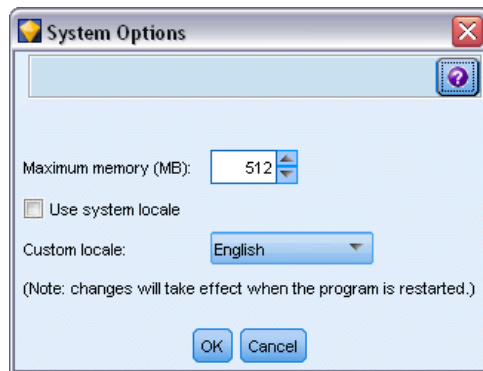 System Options
?
Maximum memory (MB): 512
Use system locale
Custom locale: English
(Note: changes will take effect when the program is restarted.)
OK Cancel